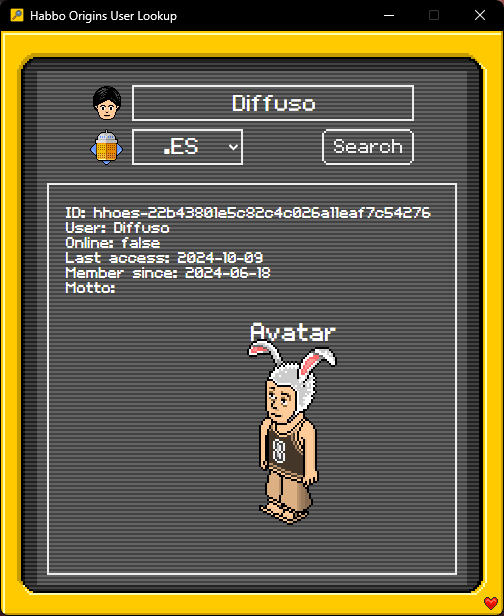 Habbo Origins User Lookup
Diffuso
.ES
Search
ID: hhoes-22b43801e5c82c4c026a11eaf7c54276
User: Diffuso
Online: false
Last access: 2024-10-09
Member since: 2024-06-18
Motto:
Avatar
8